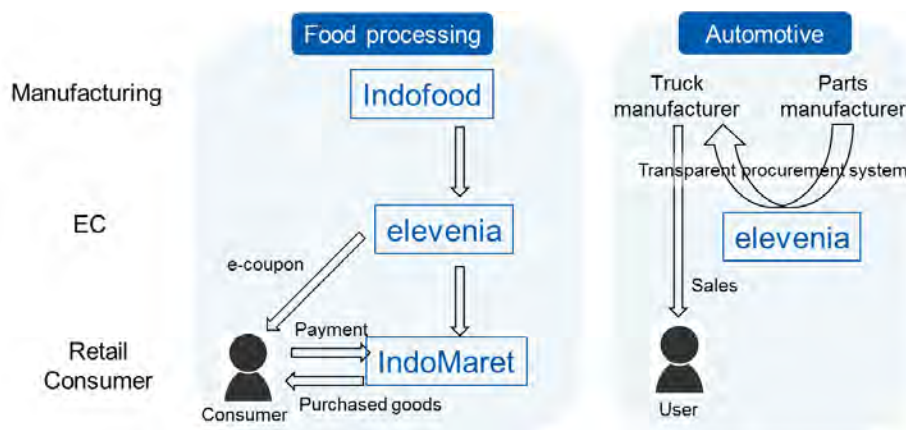 Food processing
Automotive
Manufacturing
Indofood
Truck
manufacturer
Parts
manufacturer
Transparent procurement system
EC
elevenia
elevenia
e-coupon
Sales
Payment
Retail
Consumer
IndoMaret
Purchased goods
Consumer
User